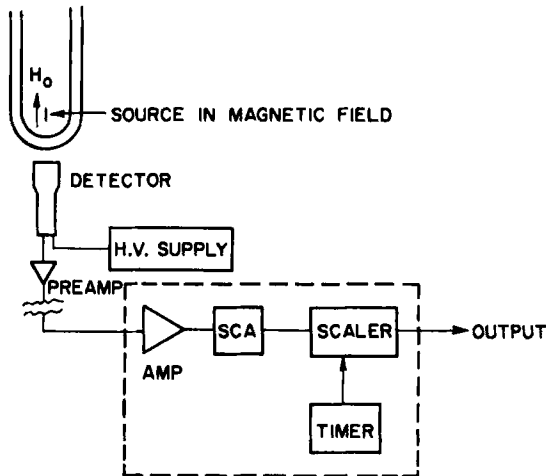 H₀
SOURCE IN MAGNETIC FIELD
DETECTOR
H.V. SUPPLY
PREAMP
AMP
SCA
SCALER
OUTPUT
TIMER